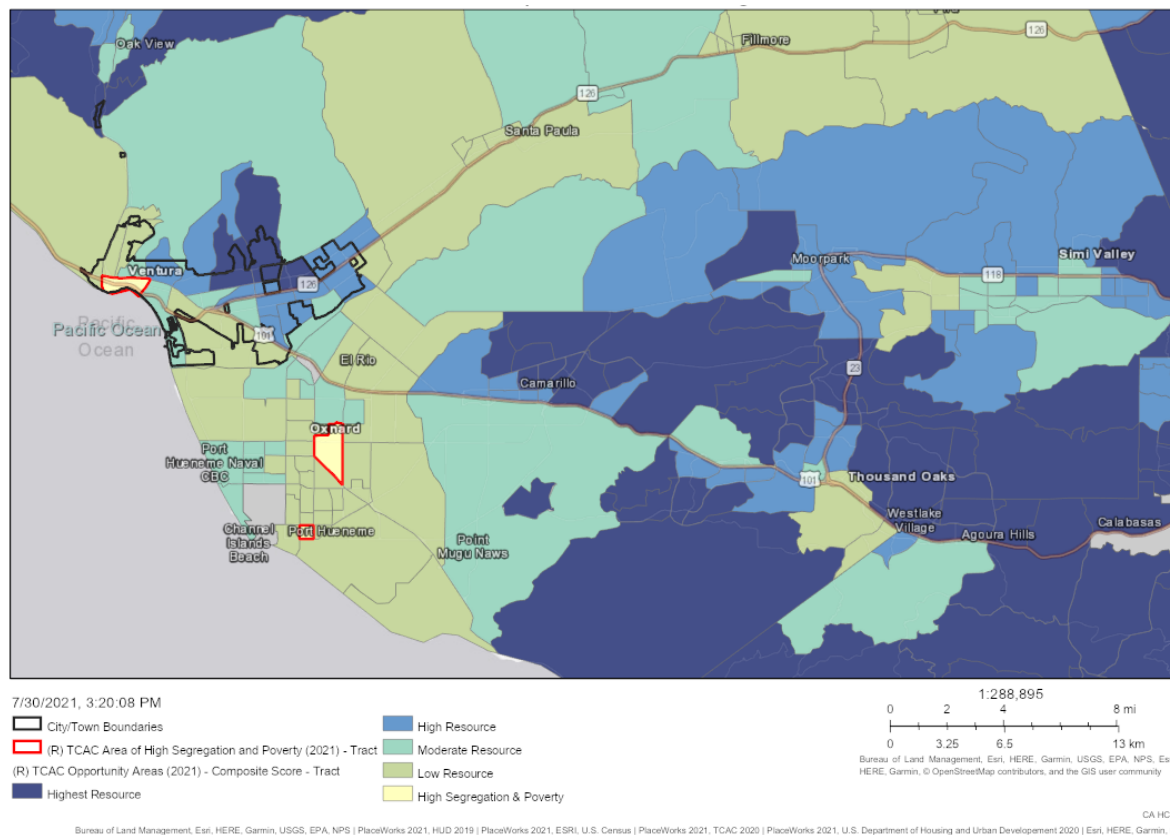 Oak View
126
Fillmore
126
Santa Paula
Ventura
126
Moorpark
Simi Valley
118
Pacific Ocean
Pacific
Ocean
101
El Rio
23
Camarillo
Oxnard
Port
Hueneme Naval
CBC
101
Thousand Oaks
Westlake
Village
Agoura Hills
Calabasas
Channel
Islands
Beach
Port Hueneme
Point
Mugu Naws
7/30/2021, 3:20:08 PM
City/Town Boundaries
(R) TCAC Area of High Segregation and Poverty (2021) - Tract
(R) TCAC Opportunity Areas (2021) - Composite Score - Tract
Highest Resource
High Resource
Moderate Resource
Low Resource
High Segregation & Poverty
1:288,895
0 2 4 8 mi
0 3.25 6.5 13 km
Bureau of Land Management, Esri, HERE, Garmin, USGS, EPA, NPS, Es
HERE, Garmin, © OpenStreetMap contributors, and the GIS user community
CA HC
Bureau of Land Management, Esri, HERE, Garmin, USGS, EPA, NPS | PlaceWorks 2021, HUD 2019 | PlaceWorks 2021, ESRI, U.S. Census | PlaceWorks 2021, TCAC 2020 | PlaceWorks 2021, U.S. Department of Housing and Urban Developement 2020 | Esri, HERE, Garmin,